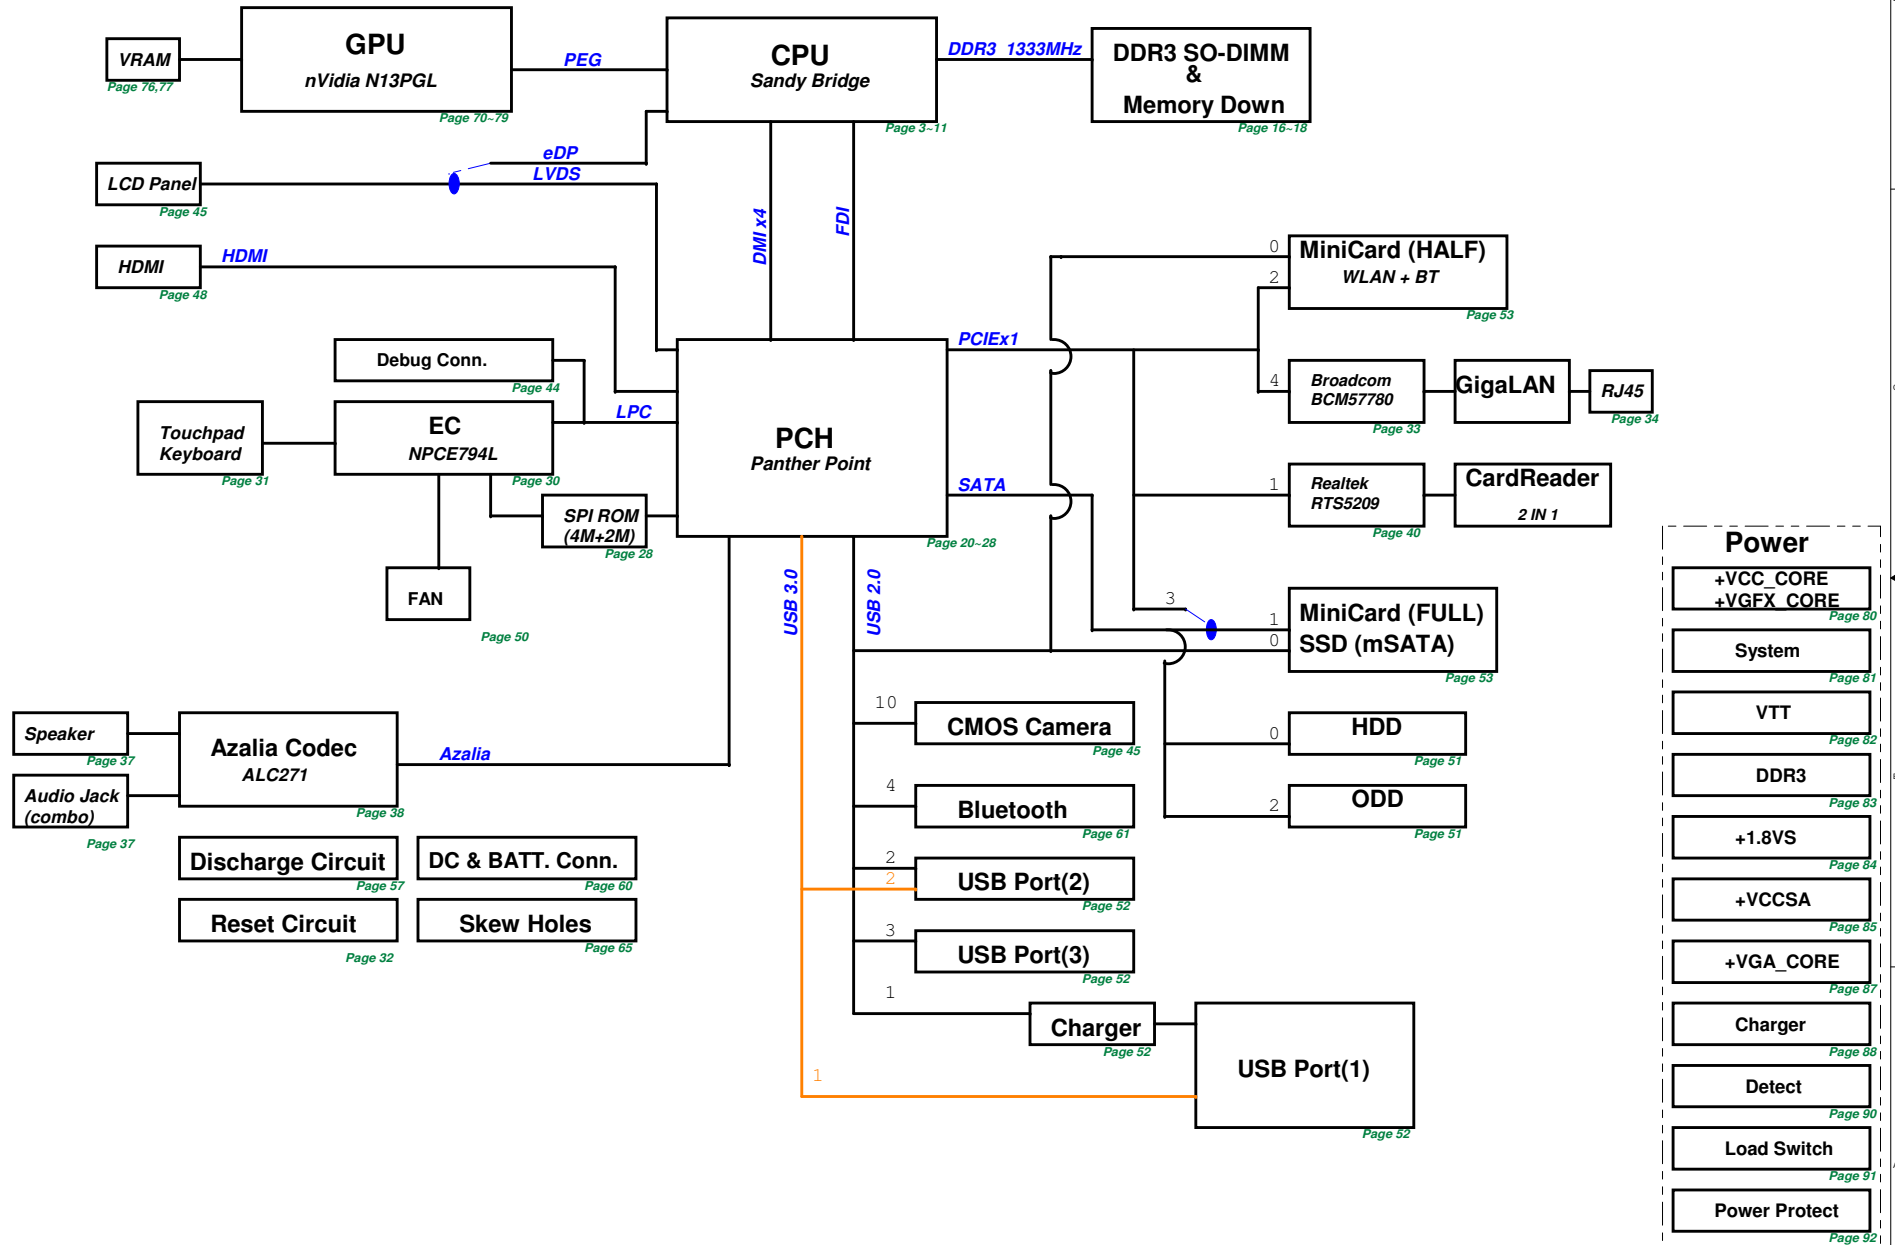 GPU
nVidia N13PGL
Page 70~79
VRAM
Page 76,77
PEG
CPU
Sandy Bridge
Page 3~11
DDR3 1333MHz
DDR3 SO-DIMM
&
Memory Down
Page 16~18
eDP
LVDS
LCD Panel
Page 45
HDMI
HDMI
Page 48
DMI x4
FDI
Debug Conn.
Page 44
LPC
EC
NPCE794L
Page 30
Touchpad
Keyboard
Page 31
SPI ROM
(4M+2M)
Page 28
FAN
Page 50
PCH
Panther Point
Page 20~28
PCIEx1
SATA
0
2
MiniCard (HALF)
WLAN + BT
Page 53
4
Broadcom
BCM57780
Page 33
GigaLAN
RJ45
Page 34
1
Realtek
RTS5209
Page 40
CardReader
2 IN 1
3
1
0
MiniCard (FULL)
SSD (mSATA)
Page 53
0
HDD
Page 51
2
ODD
Page 51
USB 3.0
USB 2.0
10
CMOS Camera
Page 45
4
Bluetooth
Page 61
2
2
USB Port(2)
Page 52
3
USB Port(3)
Page 52
1
Charger
Page 52
1
USB Port(1)
Page 52
Speaker
Page 37
Audio Jack
(combo)
Page 37
Azalia Codec
ALC271
Page 38
Azalia
Discharge Circuit
Page 57
DC & BATT. Conn.
Page 60
Reset Circuit
Page 32
Skew Holes
Page 65
Power
+VCC_CORE
+VGFX_CORE
Page 80
System
Page 81
VTT
Page 82
DDR3
Page 83
+1.8VS
Page 84
+VCCSA
Page 85
+VGA_CORE
Page 87
Charger
Page 88
Detect
Page 90
Load Switch
Page 91
Power Protect
Page 92